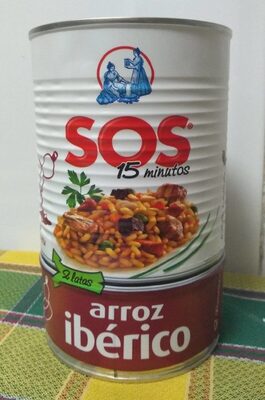 SOS®
15 minutos
2 latas
arroz
ibérico